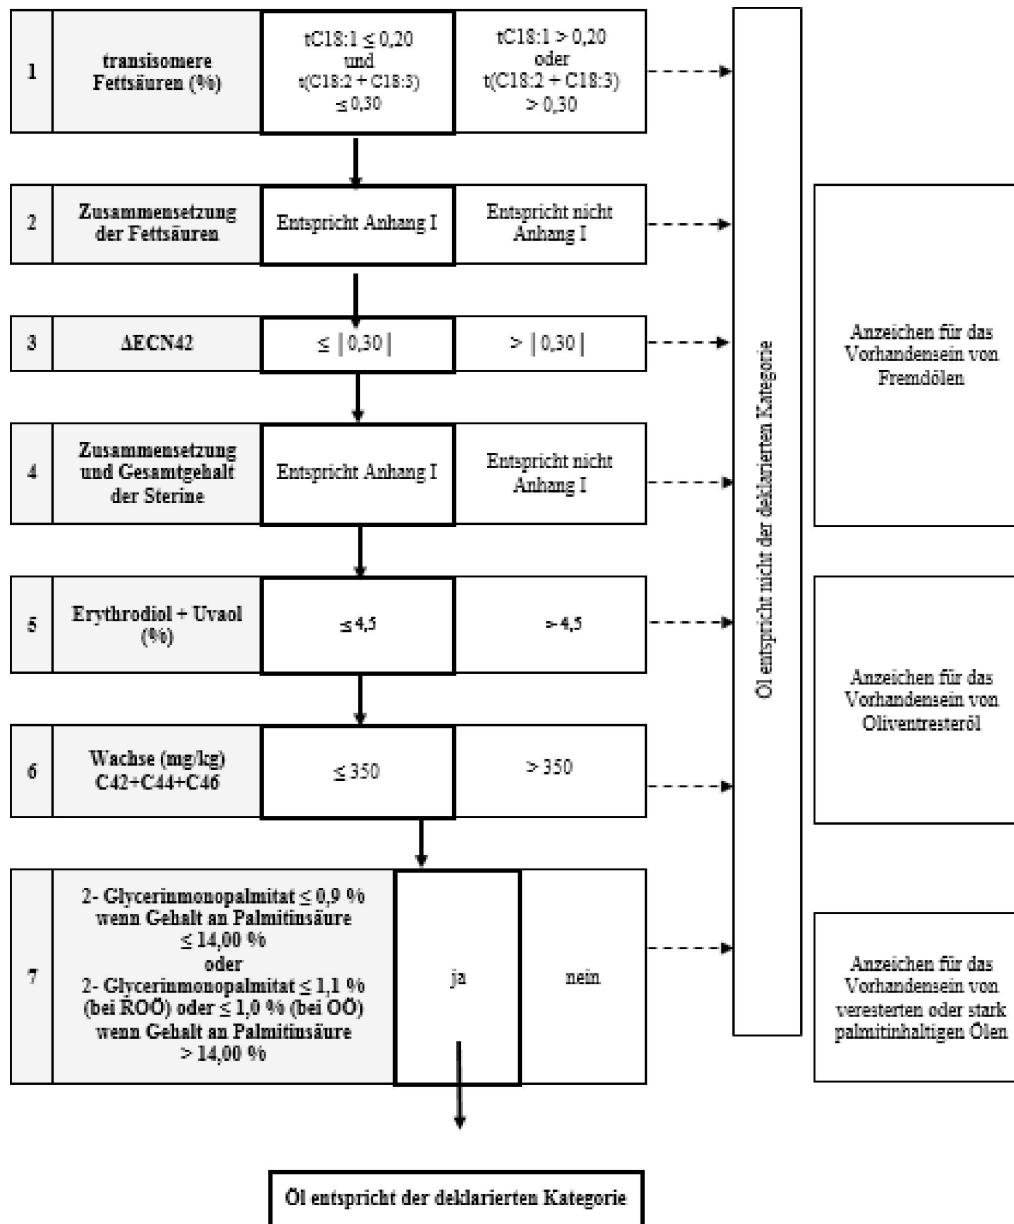 1
transisomere
Fettsäuren (%)
tC18:1 ≤ 0,20
und
t(C18:2 + C18:3)
≤ 0,30
tC18:1 > 0,20
oder
t(C18:2 + C18:3)
> 0,30
2
Zusammensetzung
der Fettsäuren
Entspricht Anhang I
Entspricht nicht
Anhang I
3
ΔECN42
≤ | 0,30 |
> | 0,30 |
4
Zusammensetzung
und Gesamtgehalt
der Sterine
Entspricht Anhang I
Entspricht nicht
Anhang I
5
Erythrodiol + Uvaol
(%)
≤ 4,5
> 4,5
6
Wachse (mg/kg)
C42+C44+C46
≤ 350
> 350
7
2- Glycerinmonopalmitat ≤ 0,9 %
wenn Gehalt an Palmitinsäure
≤ 14,00 %
oder
2- Glycerinmonopalmitat ≤ 1,1 %
(bei ROÖ) oder ≤ 1,0 % (bei OÖ)
wenn Gehalt an Palmitinsäure
> 14,00 %
ja
nein
Öl entspricht nicht der deklarierten Kategorie
Anzeichen für das
Vorhandensein von
Fremdölen
Anzeichen für das
Vorhandensein von
Oliventresteröl
Anzeichen für das
Vorhandensein von
veresterten oder stark
palmitinhaltigen Ölen
Öl entspricht der deklarierten Kategorie